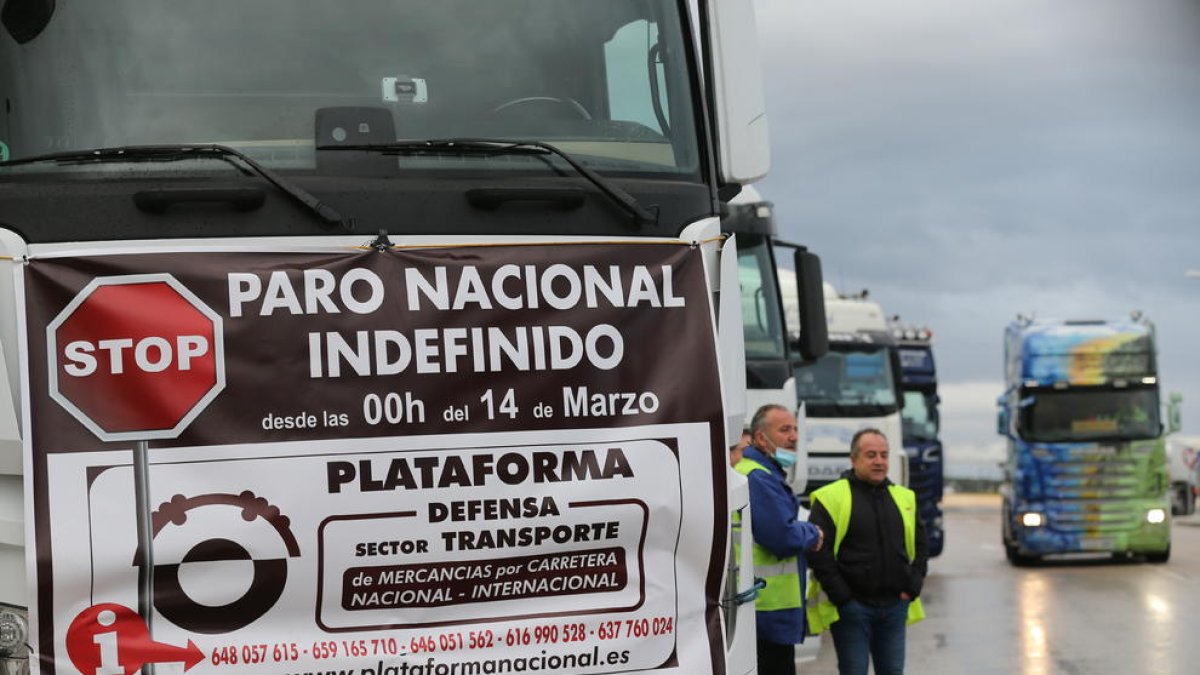 PARO NACIONAL
INDEFINIDO
STOP
desde las 00h del 14 de Marzo
PLATAFORMA
DEFENSA
SECTOR TRANSPORTE
de MERCANCIAS por CARRETERA
NACIONAL - INTERNACIONAL
i
648 057 615 - 659 165 710 - 646 051 562 - 616 990 528 - 637 760 024
www.plataformanacional.es